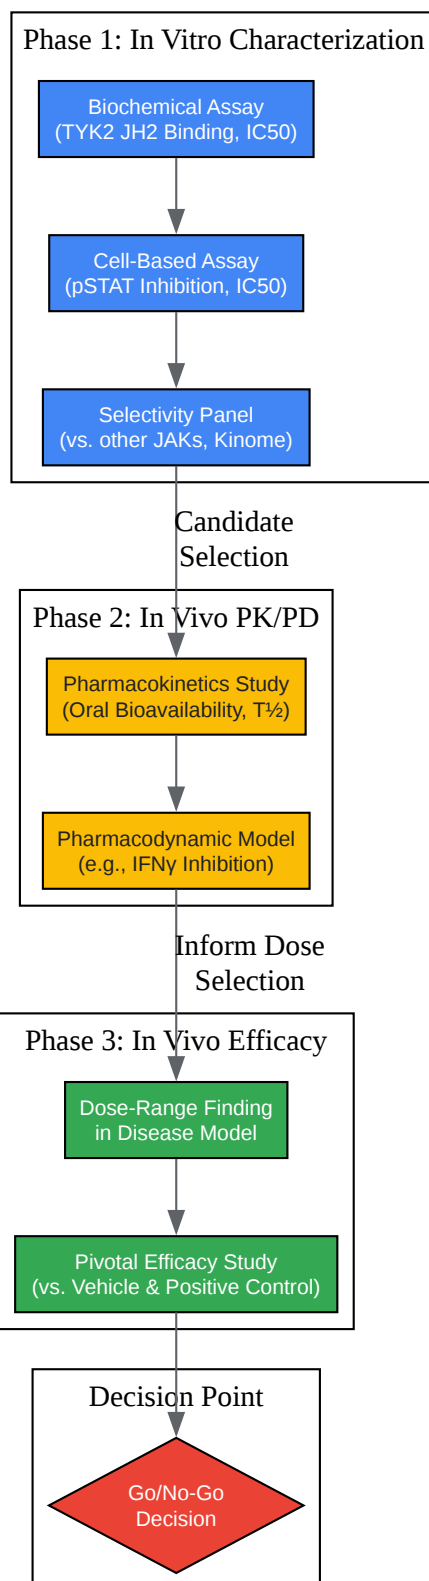 Phase 1: In Vitro Characterization
Biochemical Assay
(TYK2 JH2 Binding, IC50)
Cell-Based Assay
(pSTAT Inhibition, IC50)
Selectivity Panel
(vs. other JAKs, Kinome)
Candidate
Selection
Phase 2: In Vivo PK/PD
Pharmacokinetics Study
(Oral Bioavailability, T½)
Pharmacodynamic Model
(e.g., IFNγ Inhibition)
Inform Dose
Selection
Phase 3: In Vivo Efficacy
Dose-Range Finding
in Disease Model
Pivotal Efficacy Study
(vs. Vehicle & Positive Control)
Decision Point
Go/No-Go
Decision